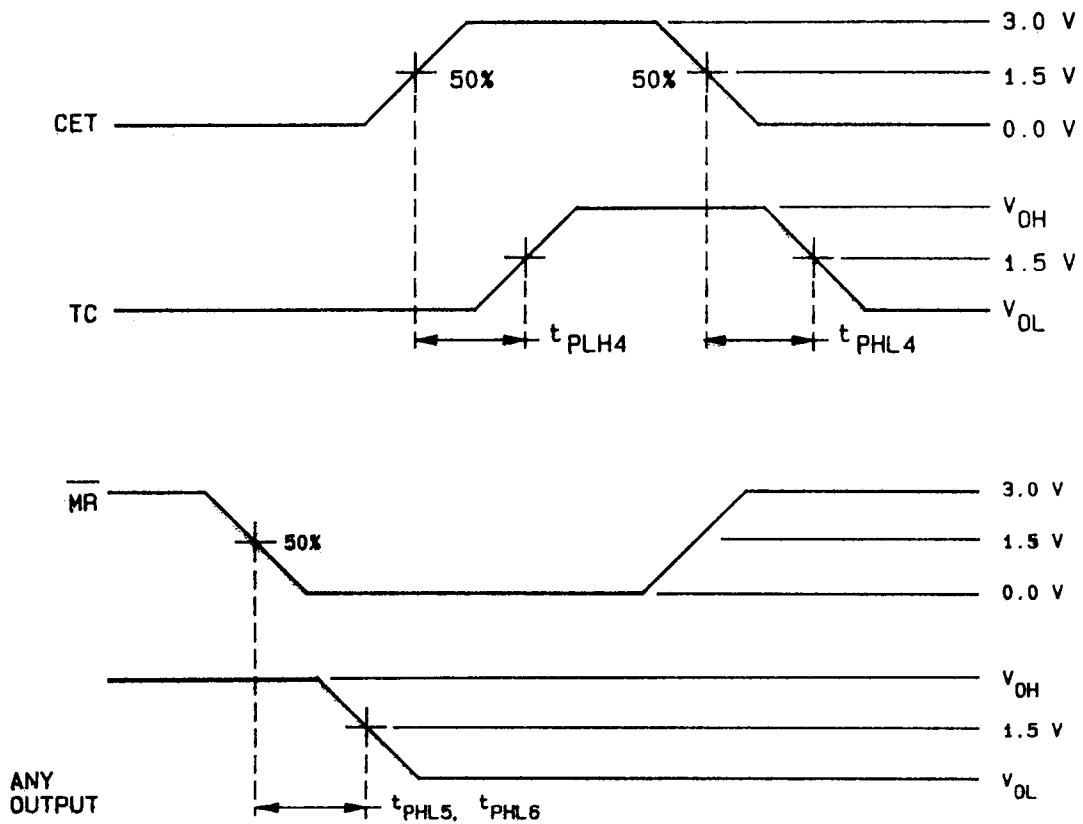 3.0 V
50% 50% 1.5 V
CET 0.0 V
VOH
1.5 V
TC VOL
tPLH4 tPHL4
MR 3.0 V
50% 1.5 V
0.0 V
VOH
1.5 V
ANY VOL
OUTPUT tPHL5, tPHL6